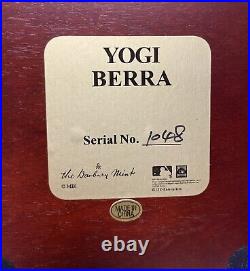 YOGI
BERRA
Serial No. 1048
the Danbury Mint
© MBI
MADE IN
CHINA